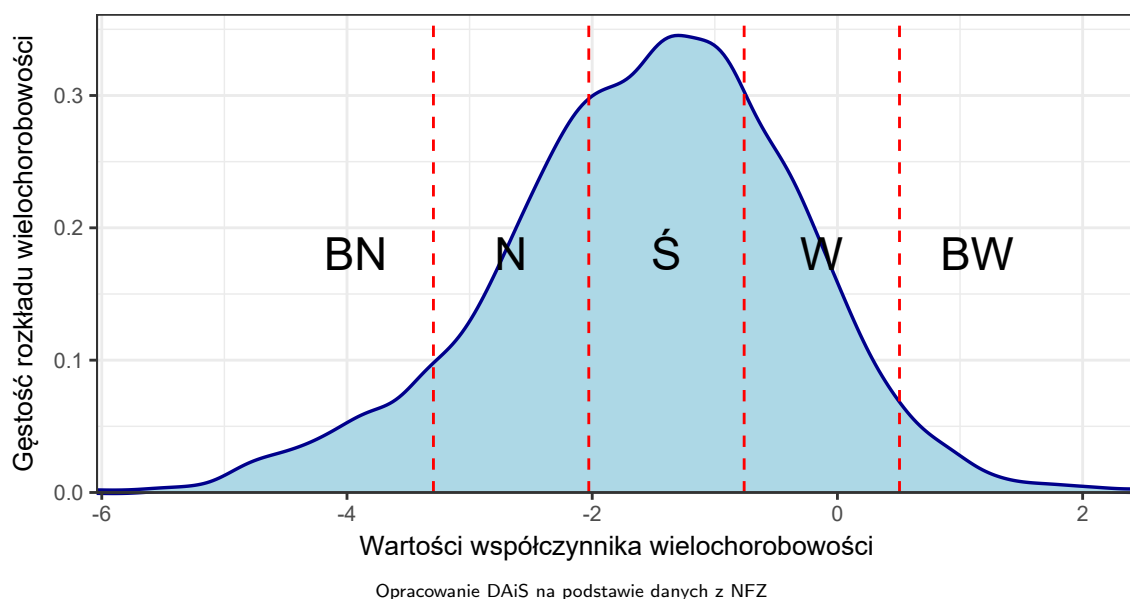 Gęstość rozkładu wielochorobowości
0.3
0.2
0.1
0.0
BN N Ś W BW
-6 -4 -2 0 2
Wartości współczynnika wielochorobowości
Opracowanie DAiS na podstawie danych z NFZ